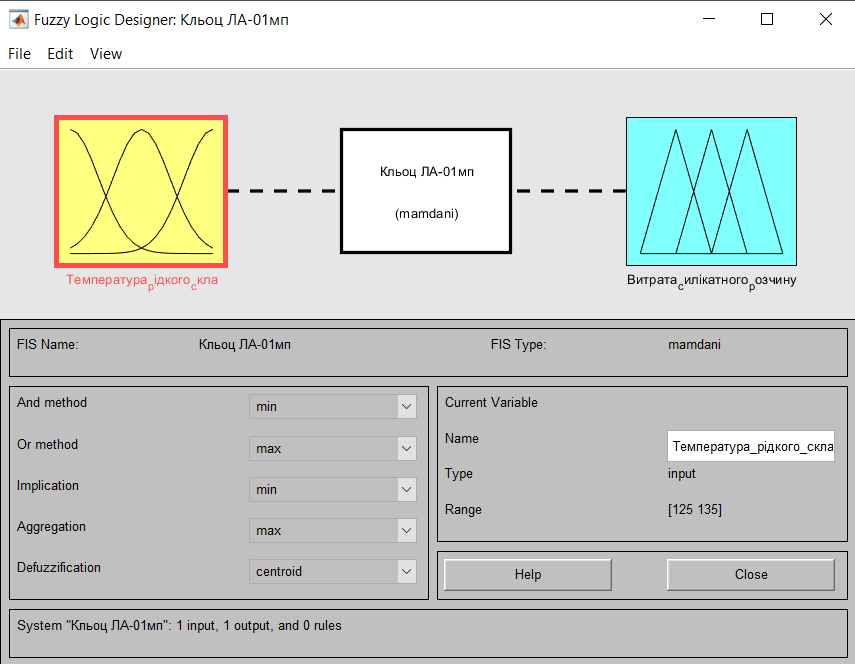 Fuzzy Logic Designer: Кльоц ЛА-01мп
File Edit View
Кльоц ЛА-01мп
(mamdani)
Температура_рідкого_скла
Витрата_силікатного_розчину
FIS Name: Кльоц ЛА-01мп FIS Type: mamdani
And method min
Or method max
Implication min
Aggregation max
Defuzzification centroid
Current Variable
Name Температура_рідкого_скла
Type input
Range [125 135]
Help Close
System "Кльоц ЛА-01мп": 1 input, 1 output, and 0 rules